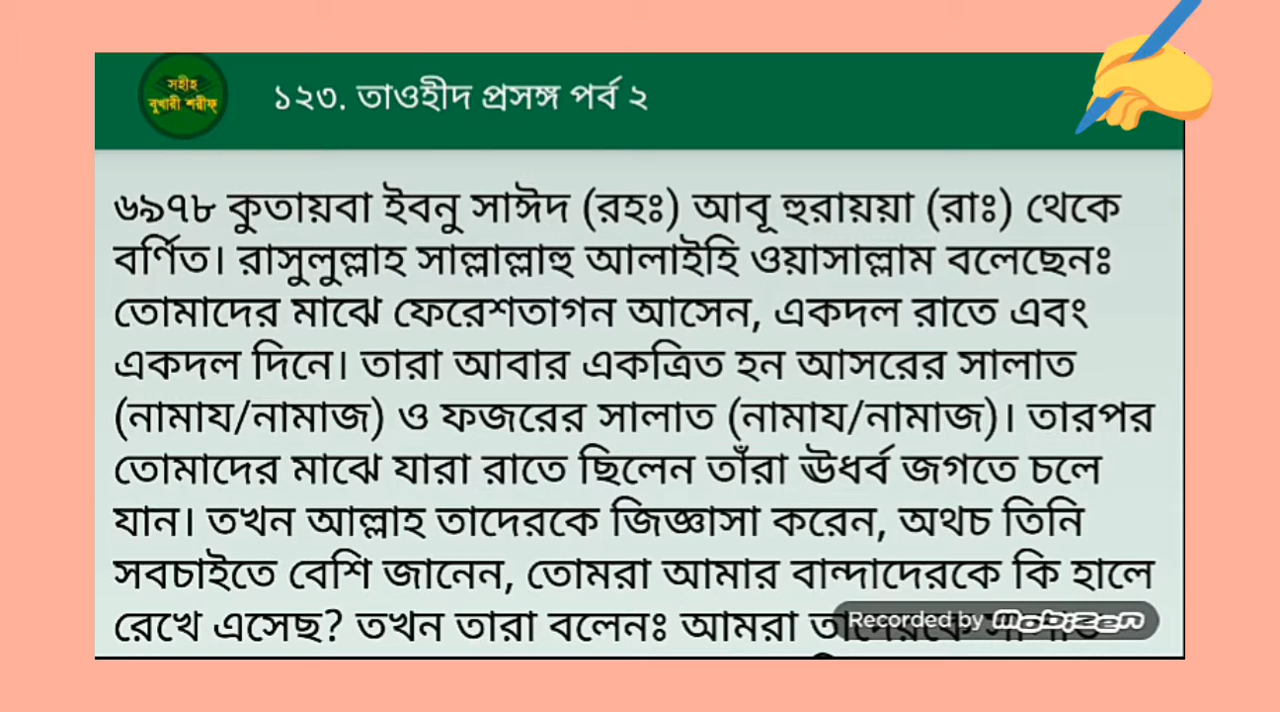 সহীহ
বুখারী শরীফ
১২৩. তাওহীদ প্রসঙ্গ পর্ব ২
৬৯৭৮ কুতায়বা ইবনু সাঈদ (রহঃ) আবূ হুরায়য়া (রাঃ) থেকে
বর্ণিত। রাসুলুল্লাহ সাল্লাল্লাহু আলাইহি ওয়াসাল্লাম বলেছেনঃ
তোমাদের মাঝে ফেরেশতাগন আসেন, একদল রাতে এবং
একদল দিনে। তারা আবার একত্রিত হন আসরের সালাত
(নামায/নামাজ) ও ফজরের সালাত (নামায/নামাজ)। তারপর
তোমাদের মাঝে যারা রাতে ছিলেন তাঁরা ঊধর্ব জগতে চলে
যান। তখন আল্লাহ তাদেরকে জিজ্ঞাসা করেন, অথচ তিনি
সবচাইতে বেশি জানেন, তোমরা আমার বান্দাদেরকে কি হালে
রেখে এসেছ? তখন তারা বলেনঃ আমরা
Recorded by mobizen